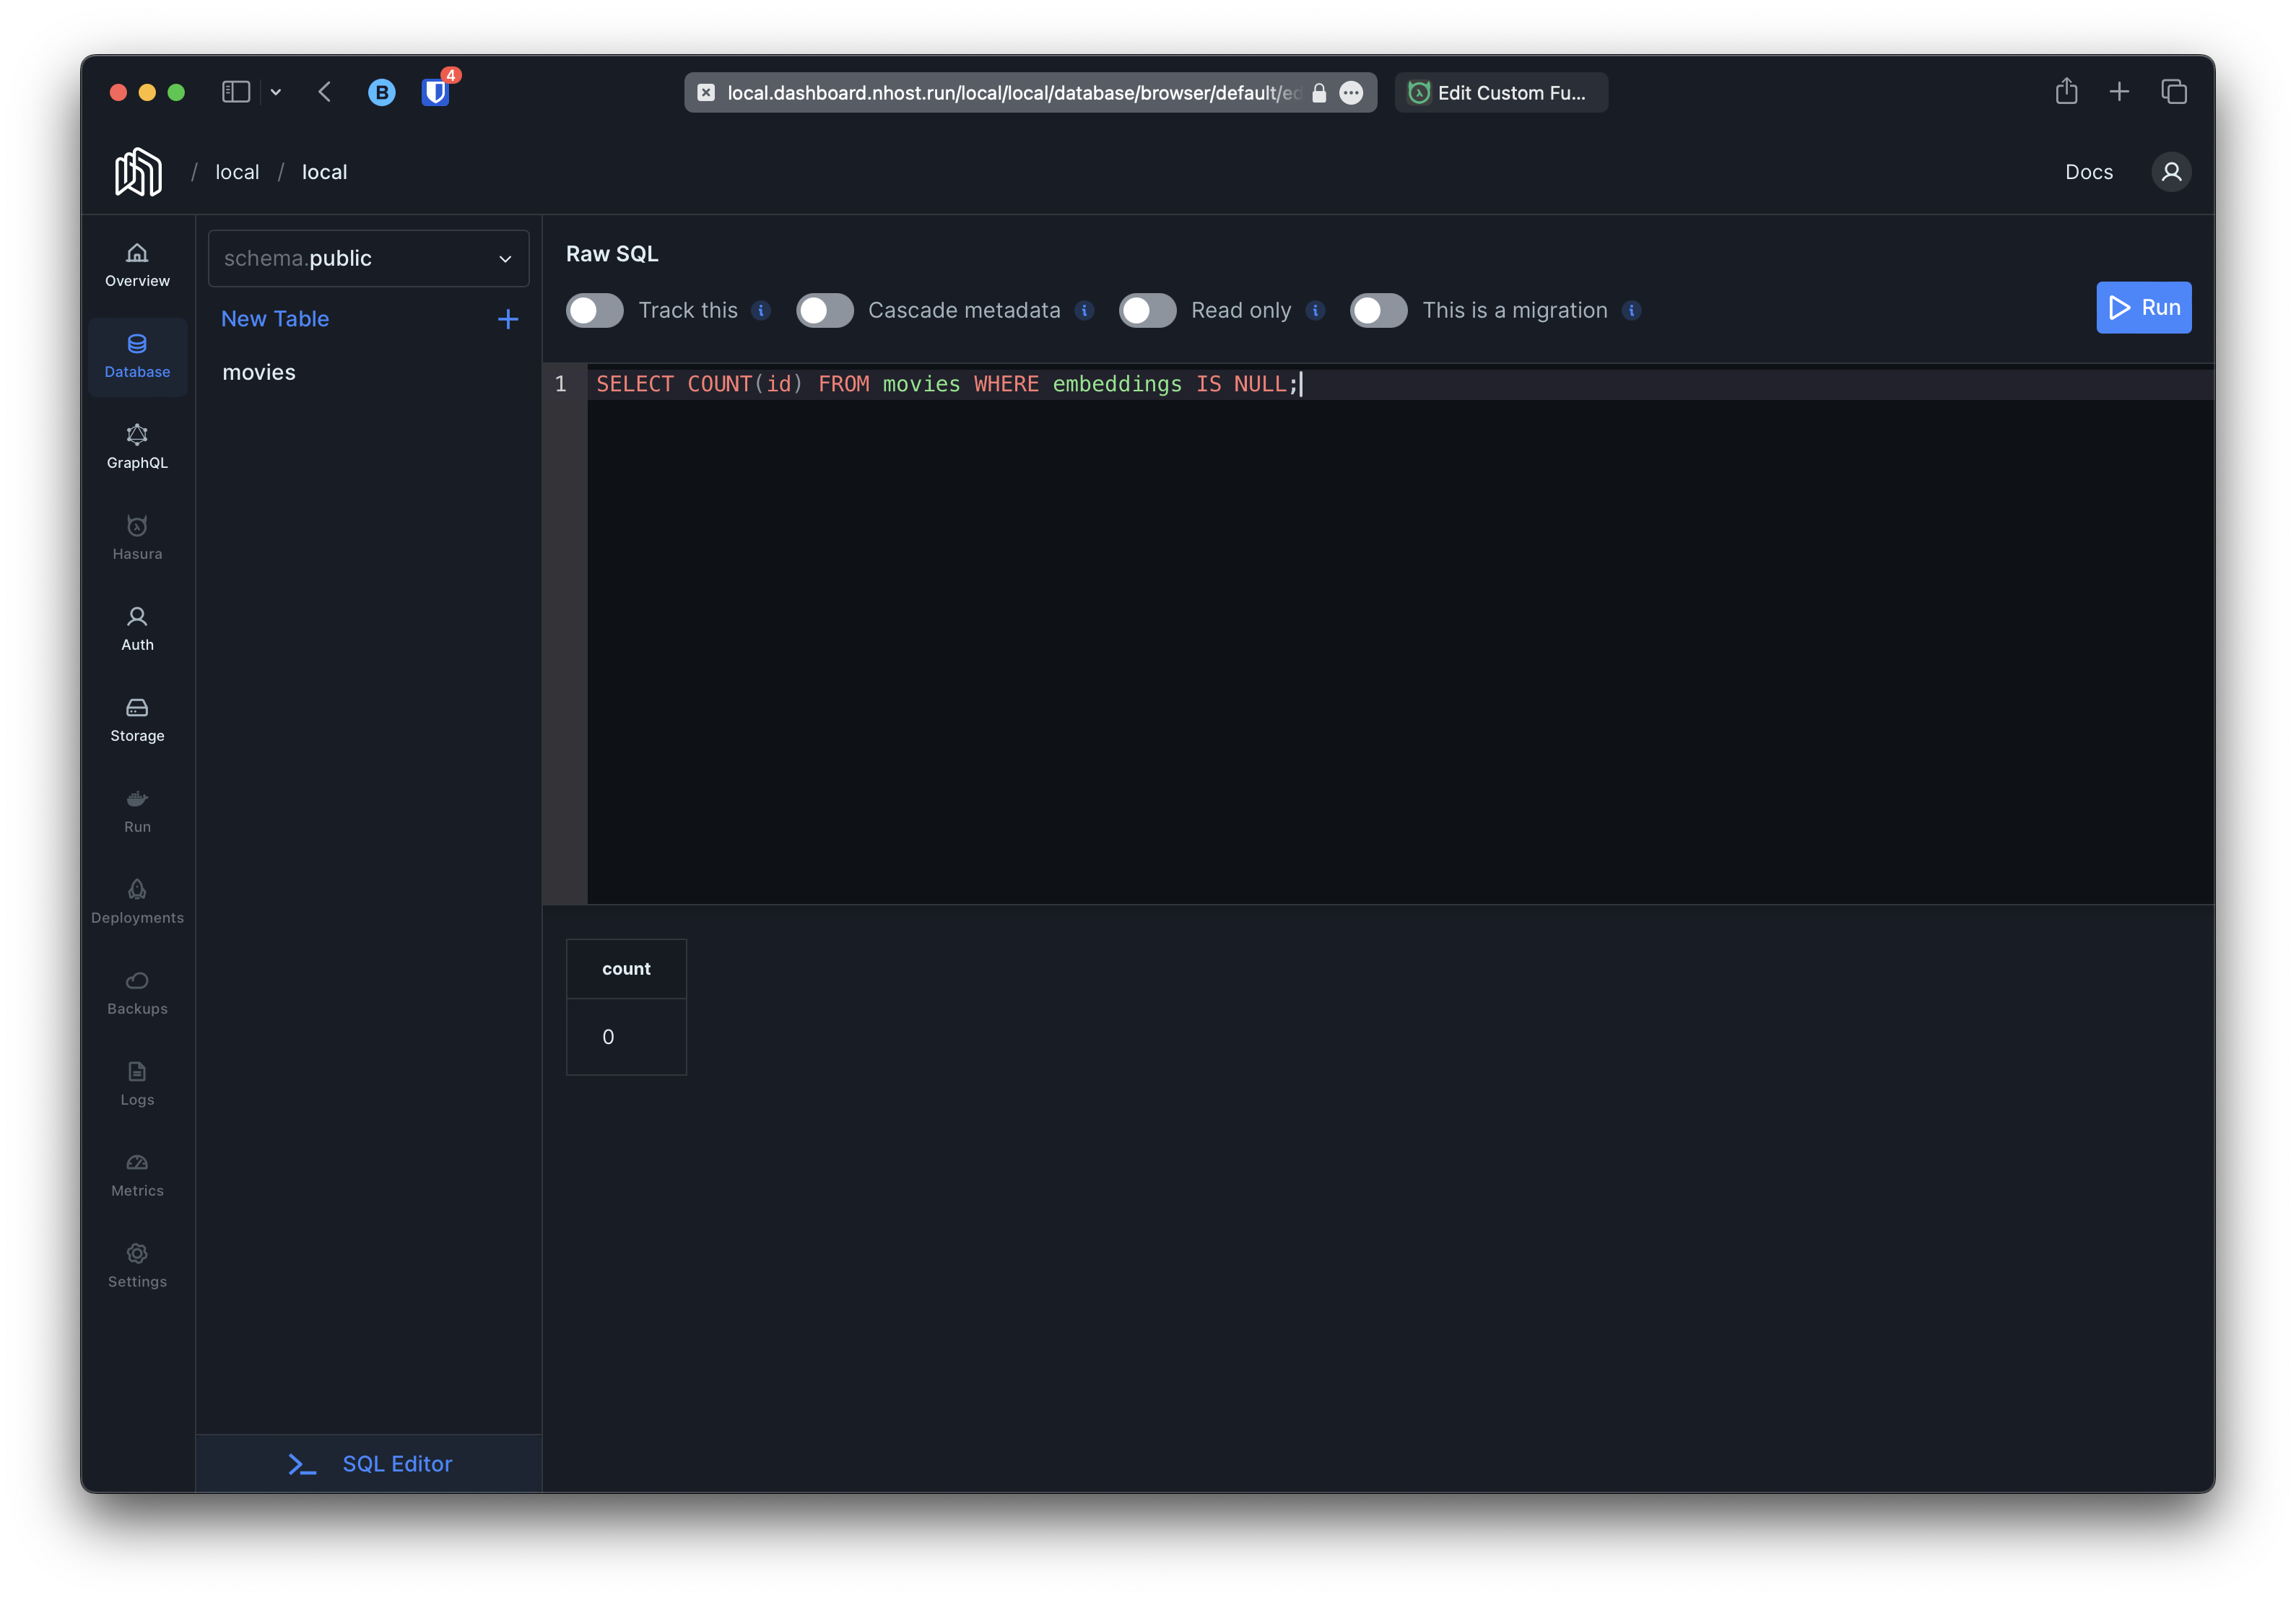 4
local.dashboard.nhost.run/local/local/database/browser/default/ed
Edit Custom Fu...
/ local / local
Docs
Overview
Database
GraphQL
Hasura
Auth
Storage
Run
Deployments
Backups
Logs
Metrics
Settings
schema.public
New Table
movies
SQL Editor
Raw SQL
Track this
Cascade metadata
Read only
This is a migration
Run
1 SELECT COUNT(id) FROM movies WHERE embeddings IS NULL;
count
0